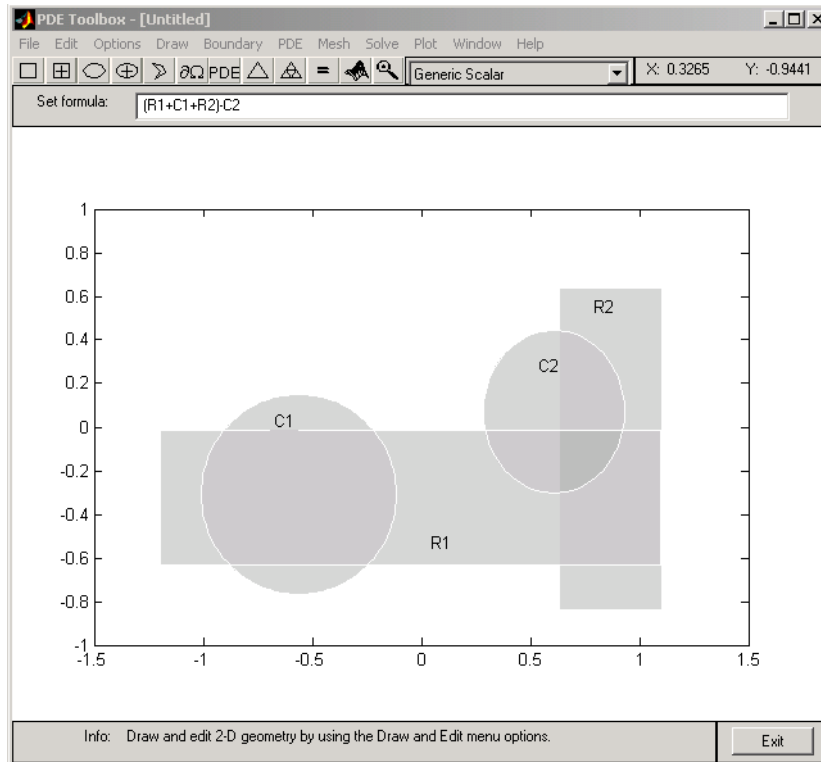 PDE Toolbox - [Untitled]
File Edit Options Draw Boundary PDE Mesh Solve Plot Window Help
∂Ω PDE = Generic Scalar X: 0.3265 Y: -0.9441
Set formula: (R1+C1+R2)-C2
1
0.8
0.6
0.4
0.2
0
-0.2
-0.4
-0.6
-0.8
-1
R2
C2
C1
R1
-1.5 -1 -0.5 0 0.5 1 1.5
Info: Draw and edit 2-D geometry by using the Draw and Edit menu options. Exit